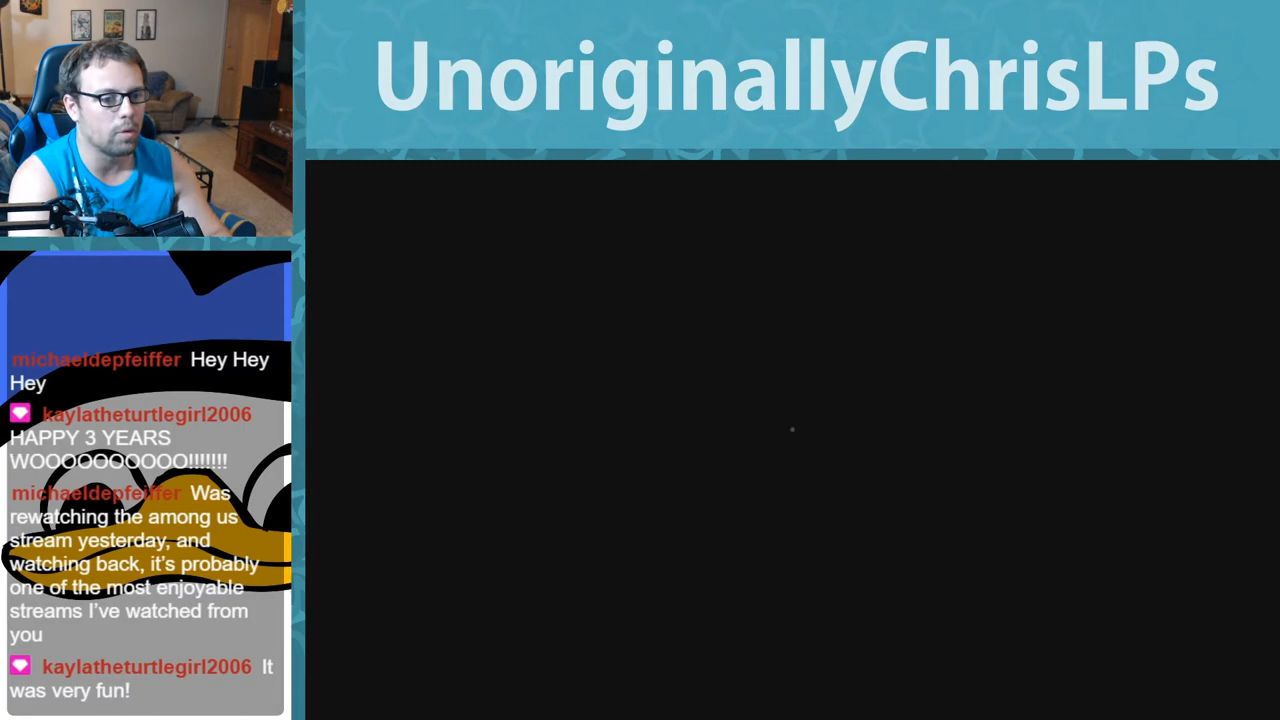 UnoriginallyChrisLPs
michaeldepfeiffer Hey Hey
Hey
kaylatheturtlegirl2006
HAPPY 3 YEARS
WOOOOOOOOOO!!!!!!!
michaeldepfeiffer Was
rewatching the among us
stream yesterday, and
watching back, it's probably
one of the most enjoyable
streams I've watched from
you
kaylatheturtlegirl2006 It
was very fun!